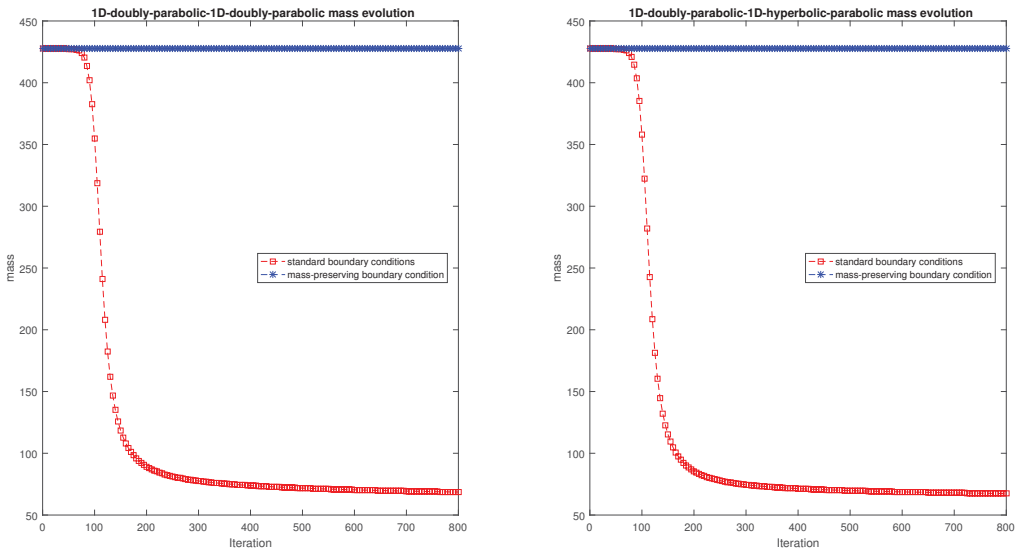 1D-doubly-parabolic-1D-doubly-parabolic mass evolution
450
400
350
300
250
200
150
100
50
mass
standard boundary conditions
mass-preserving boundary condition
0 100 200 300 400 500 600 700 800
Iteration
1D-doubly-parabolic-1D-hyperbolic-parabolic mass evolution
450
400
350
300
250
200
150
100
50
mass
standard boundary conditions
mass-preserving boundary condition
0 100 200 300 400 500 600 700 800
Iteration